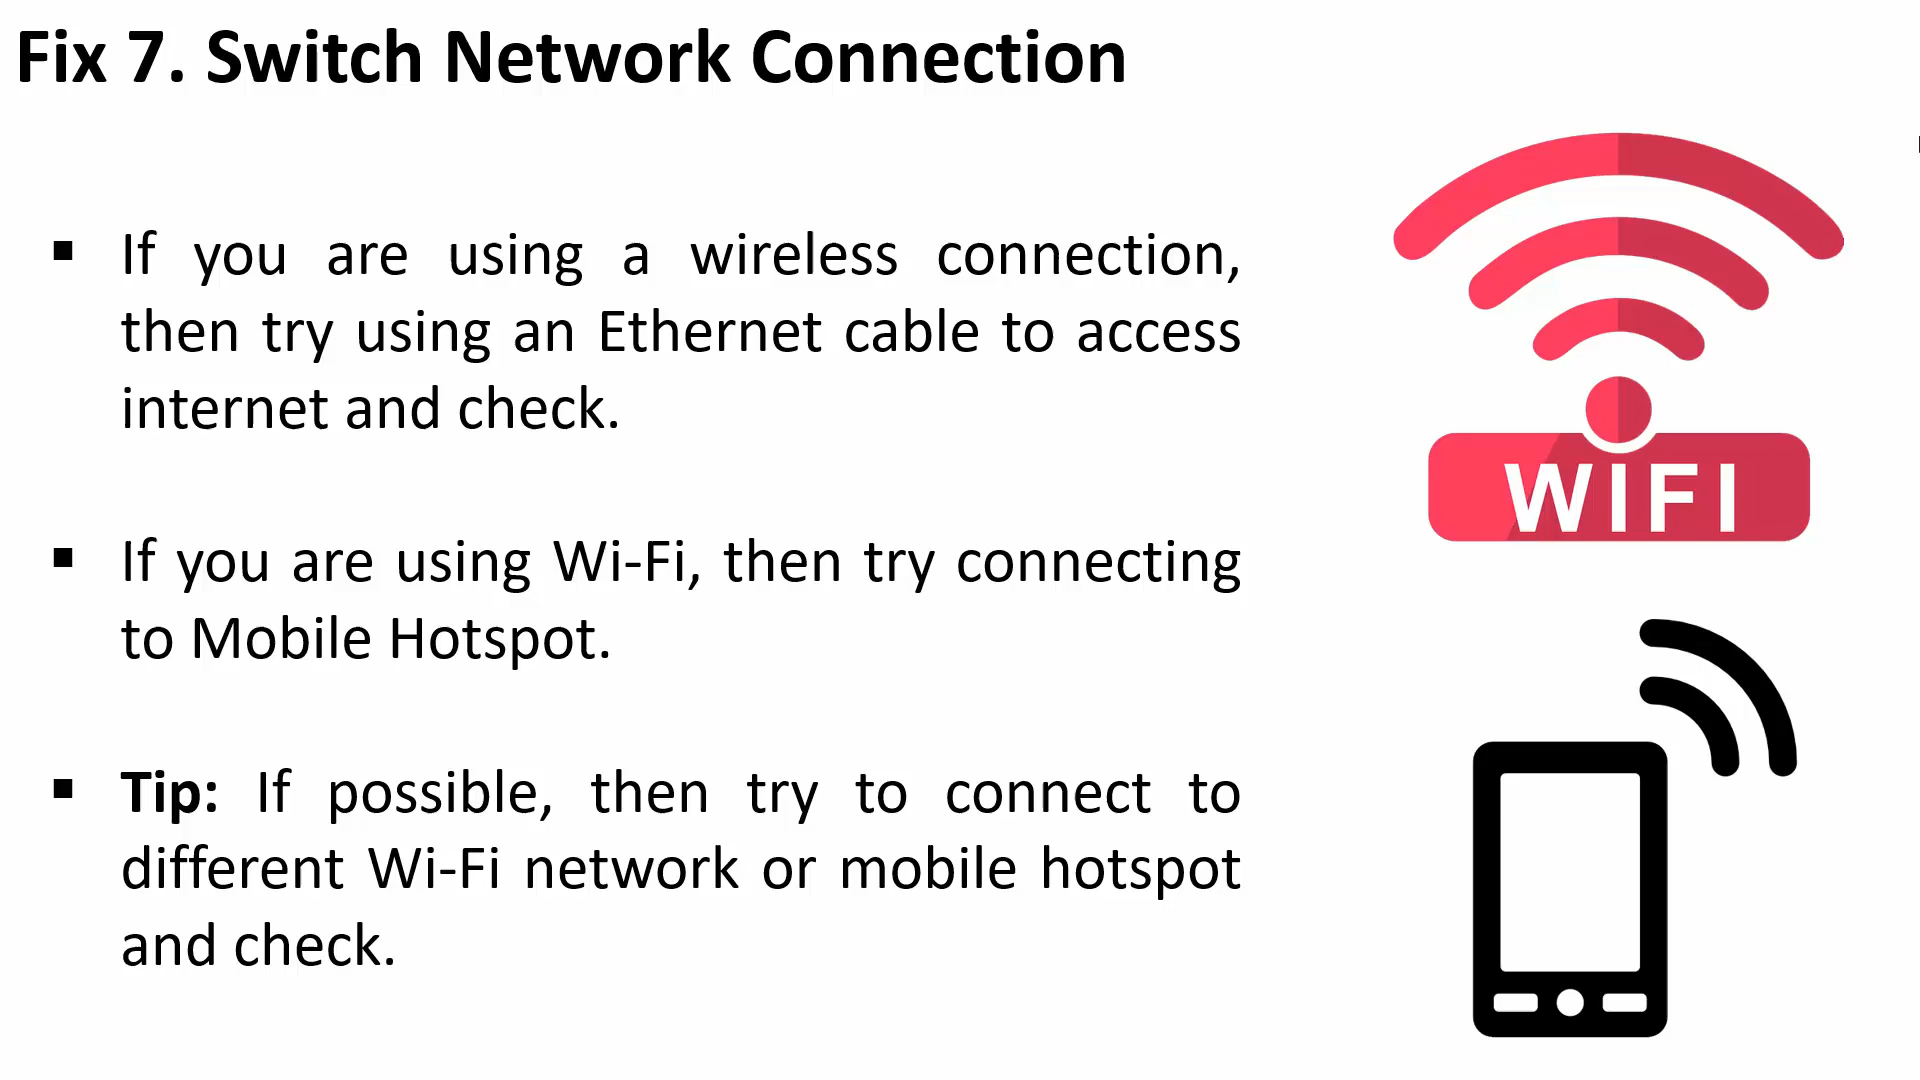 Fix 7. Switch Network Connection
▪ If you are using a wireless connection,
then try using an Ethernet cable to access
internet and check.
▪ If you are using Wi-Fi, then try connecting
to Mobile Hotspot.
▪ Tip: If possible, then try to connect to
different Wi-Fi network or mobile hotspot
and check.
WIFI